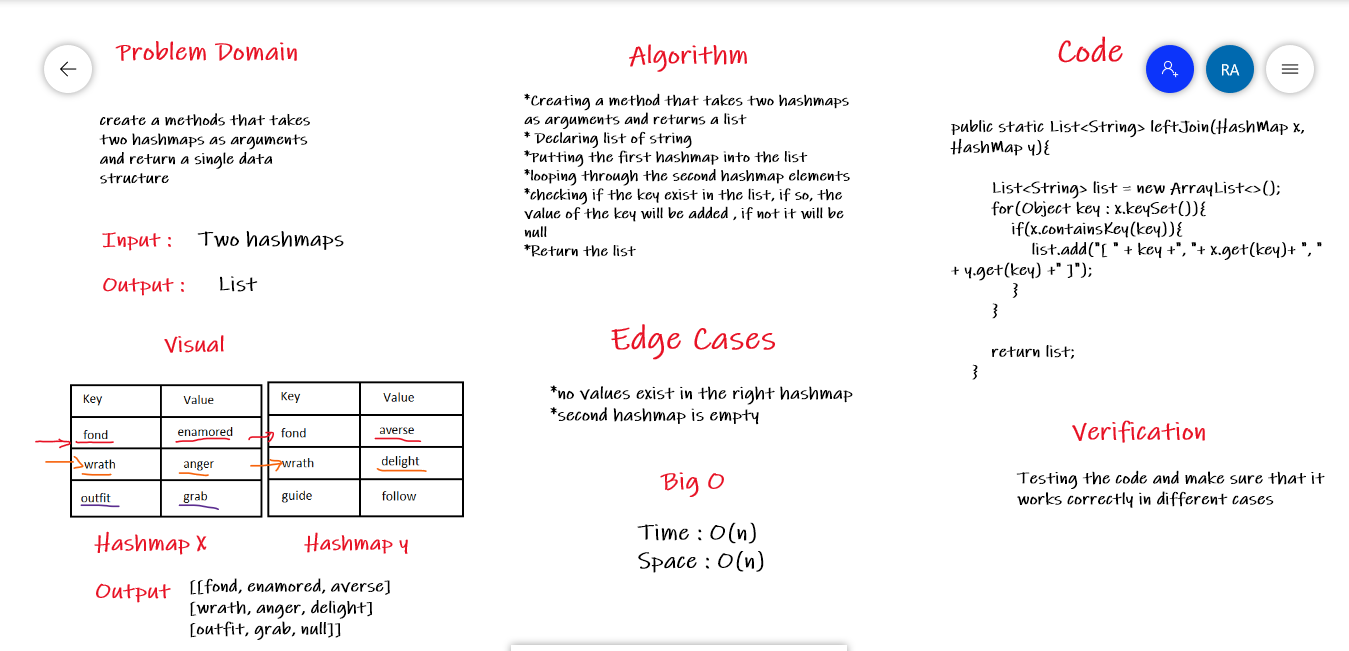 Problem Domain
create a methods that takes
two hashmaps as arguments
and return a single data
structure
Input : Two hashmaps
Output : List
Visual
Key Value
fond enamored
wrath anger
outfit grab
Key Value
fond averse
wrath delight
guide follow
Hashmap X
Hashmap y
Output
[[fond, enamored, averse]
[wrath, anger, delight]
[outfit, grab, null]]
Algorithm
*Creating a method that takes two hashmaps
as arguments and returns a list
* Declaring list of string
*Putting the first hashmap into the list
*looping through the second hashmap elements
*checking if the key exist in the list, if so, the
value of the key will be added , if not it will be
null
*Return the list
Edge Cases
*no values exist in the right hashmap
*second hashmap is empty
Big O
Time : O(n)
Space : O(n)
Code
RA
public static List<String> leftJoin(HashMap x,
HashMap y){
List<String> list = new ArrayList<>();
for(Object key : x.keySet()){
if(x.containsKey(key)){
list.add("[ " + key +", "+ x.get(key)+ ", "
+ y.get(key) +" ]");
}
}
return list;
}
Verification
Testing the code and make sure that it
works correctly in different cases